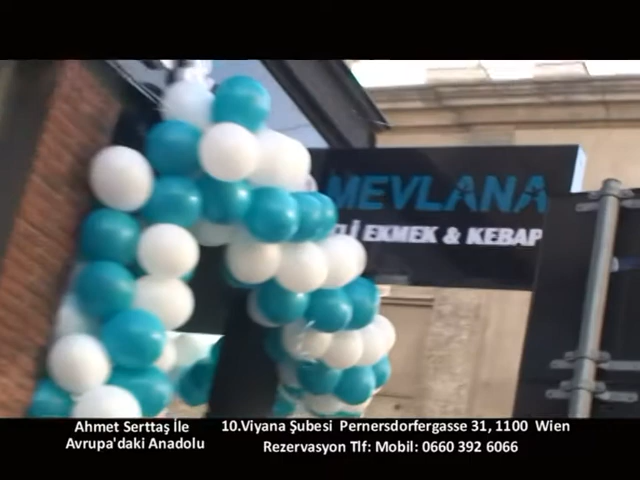 MEVLANA
EKMEK & KEBAP
Ahmet Serttaş İle
Avrupa'daki Anadolu
10.Viyana Şubesi Pernersdorfergasse 31, 1100 Wien
Rezervasyon Tlf: Mobil: 0660 392 6066